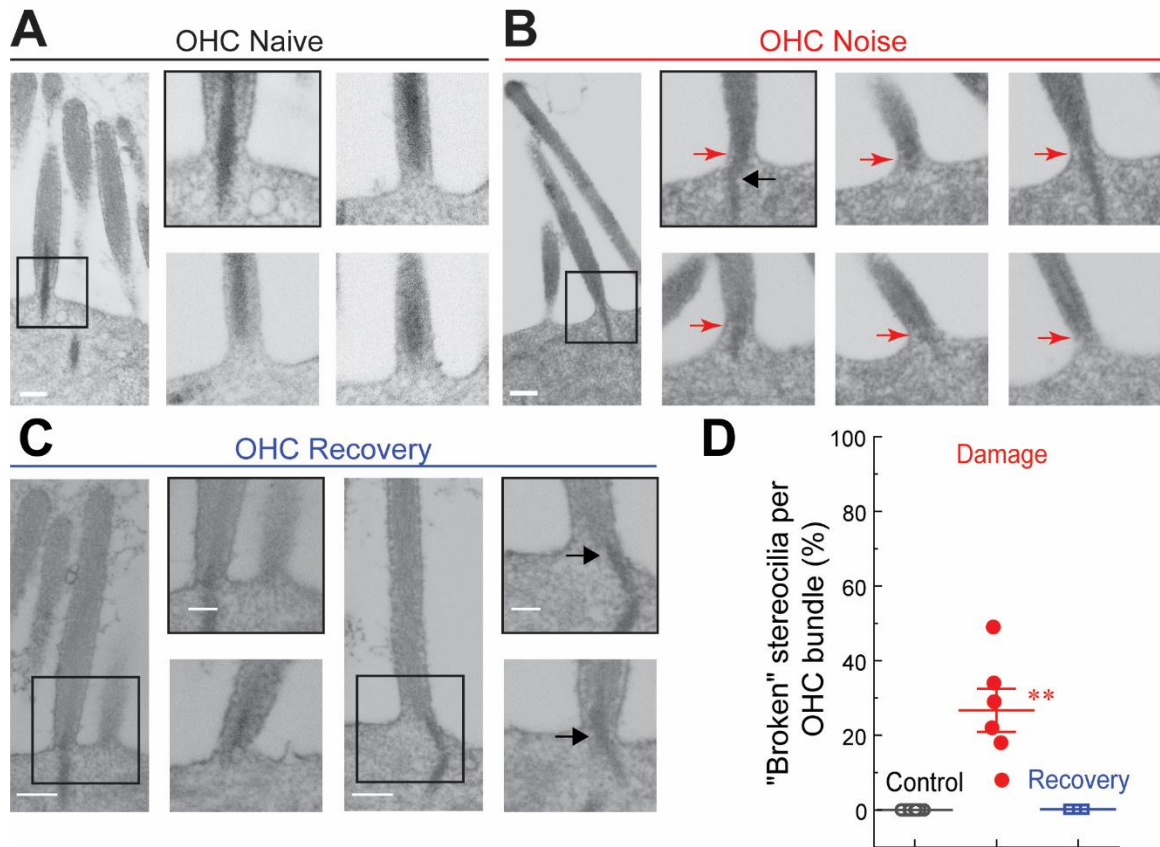 A
OHC Naive
B
OHC Noise
C
OHC Recovery
D
"Broken" stereocilia per
OHC bundle (%)
100
80
60
40
20
0
Damage
**
Control
Recovery